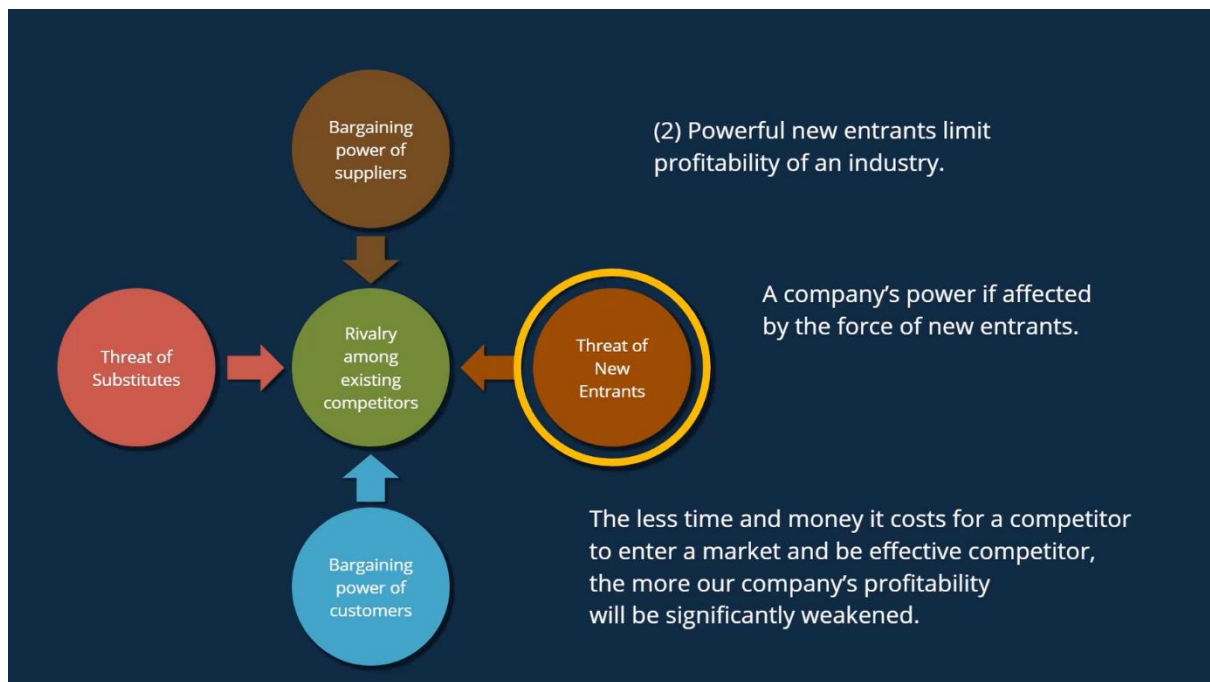 Bargaining
power of
suppliers
(2) Powerful new entrants limit
profitability of an industry.
Threat of
Substitutes
Rivalry
among
existing
competitors
Threat of
New
Entrants
A company’s power if affected
by the force of new entrants.
Bargaining
power of
customers
The less time and money it costs for a competitor
to enter a market and be effective competitor,
the more our company’s profitability
will be significantly weakened.